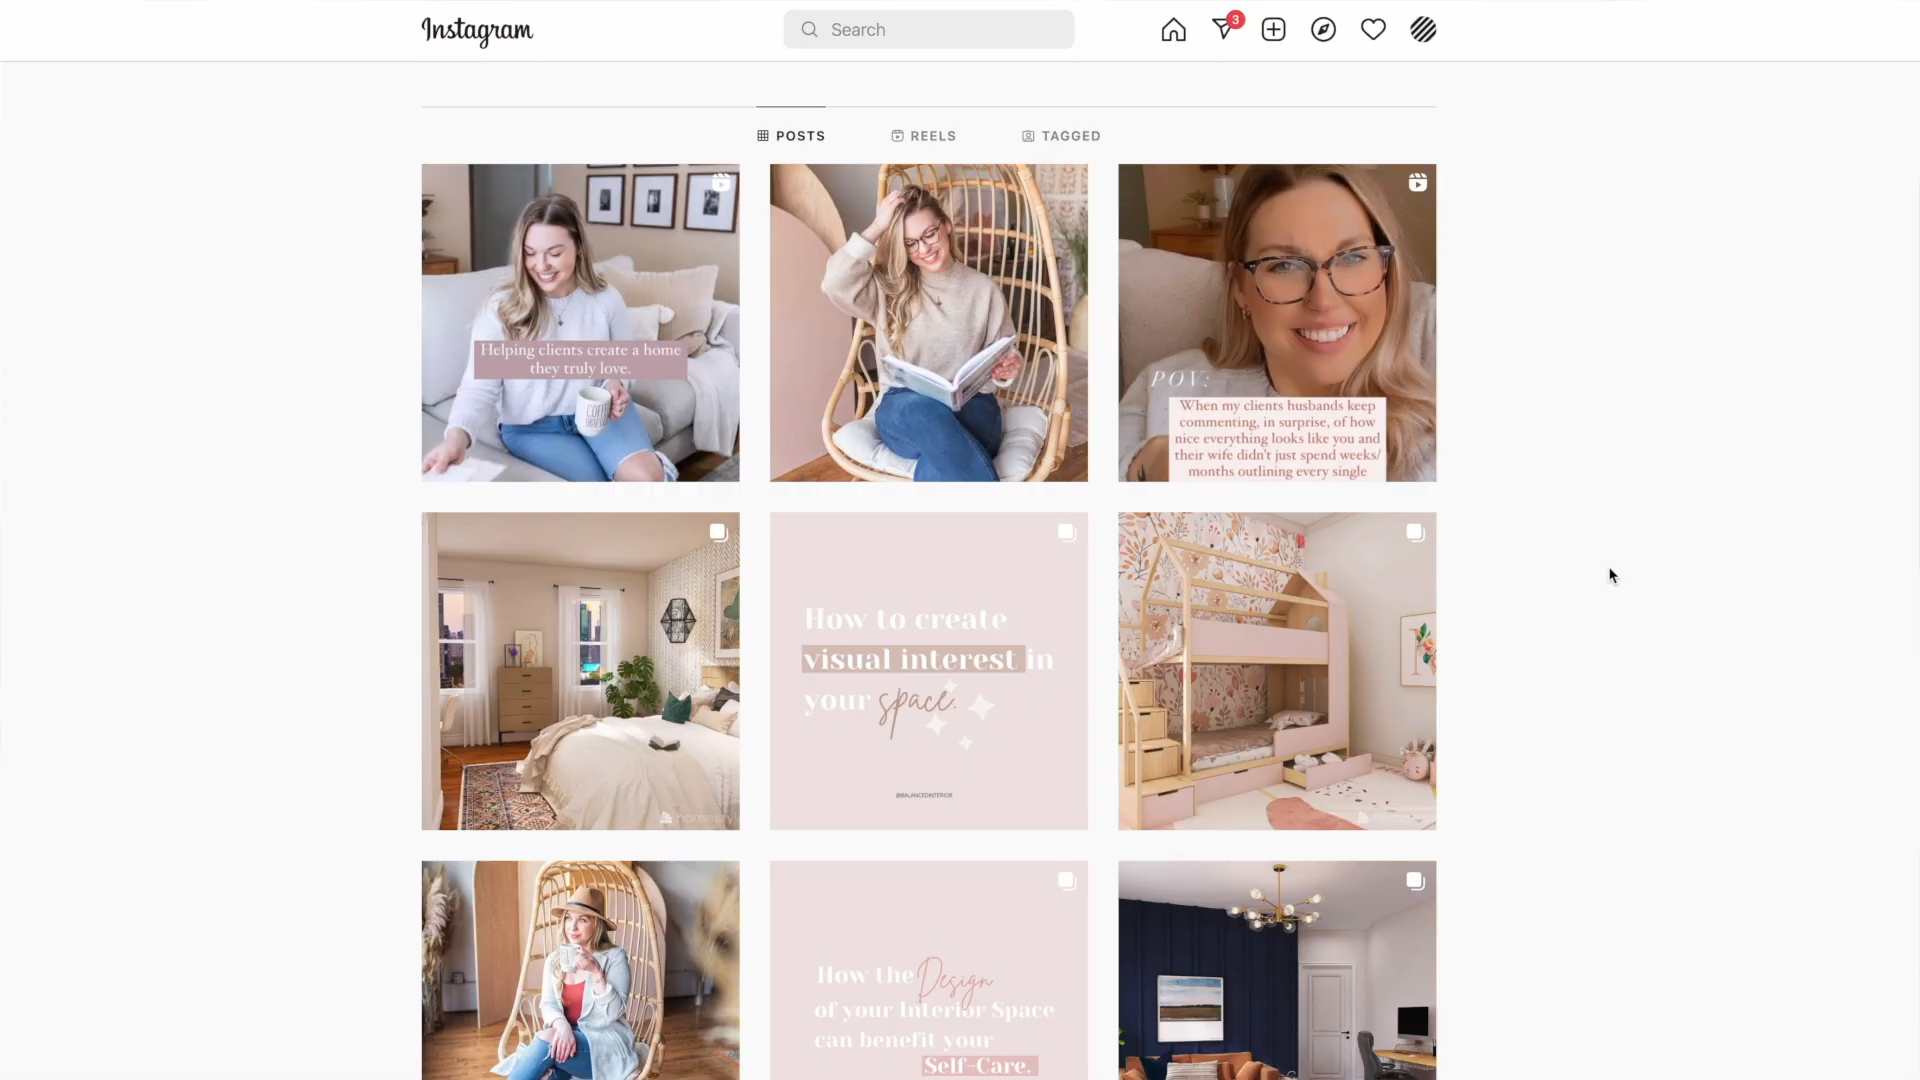 Instagram
Search
3
POSTS
REELS
TAGGED
Helping clients create a home
they truly love.
POV:
When my clients husbands keep
commenting, in surprise, of how
nice everything looks like you and
their wife didn't just spend weeks/
months outlining every single
How to create
visual interest in
your space.
@BALANCEDINTERIOR
How the Design
of your Interior Space
can benefit your
Self-Care.